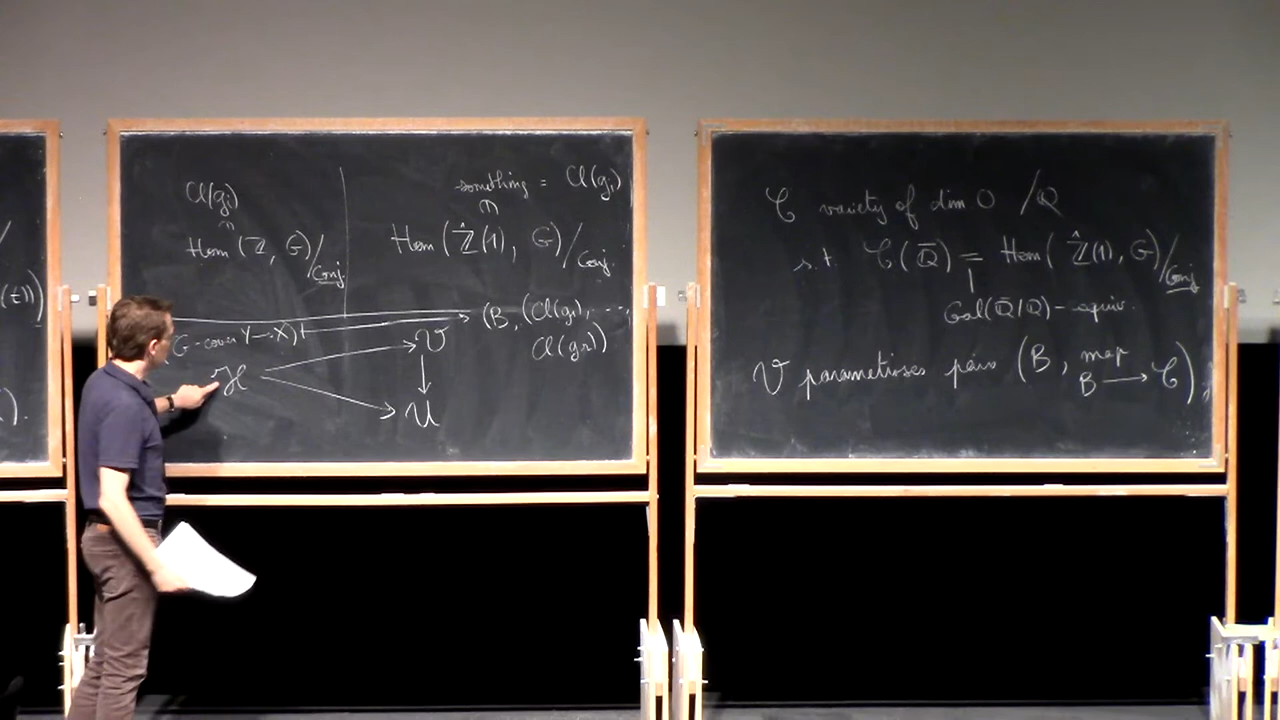 /
(t))
).
Cl(gᵢ)
∩
Hom(ℤ, G)/Conj.
something = Cl(gᵢ)
∩
Hom(Ẑ(1), G)/Conj.
(G-cover Y→X) ↦ (B, (Cl(g₁), ...,
Cl(gᵣ))
ℋ → 𝒱
↓
ℋ → 𝒰
𝒞 variety of dim 0 /ℚ
s.t. 𝒞(ℚ̄) = Hom(Ẑ(1), G)/Conj.
|
Gal(ℚ̄/ℚ)-equiv.
𝒱 parametrises pairs (B, map B → 𝒞),